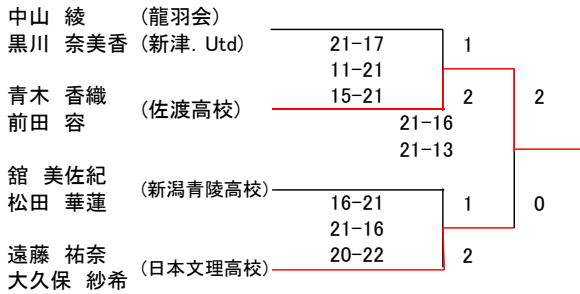 中山 綾 (龍羽会)
黒川 奈美香 (新津. Utd)
21-17 1
11-21
青木 香織
前田 容
(佐渡高校)
15-21 2 2
21-16
21-13
舘 美佐紀
松田 華蓮
(新潟青陵高校)
16-21 1 0
21-16
遠藤 祐奈
大久保 紗希
(日本文理高校)
20-22 2